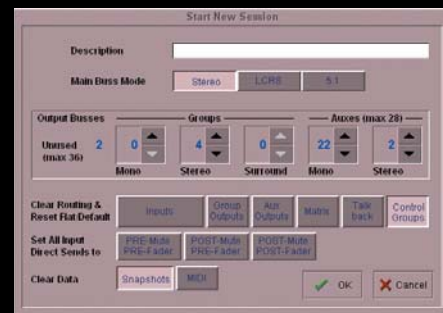 Start New Session
Description
Main Buss Mode Stereo LCRS 5.1
Output Busses Groups Auxes (max 28)
Unused (max 36) 2 0 4 0 22 2
Mono Stereo Surround Mono Stereo
Clear Routing & Reset Flat Default Inputs Group Outputs Aux Outputs Matrix Talk back Control Groups
Set All Input Direct Sends to PRE-Mute PRE-Fader POST-Mute PRE-Fader POST-Mute POST-Fader
Clear Data Snapshots MIDI OK Cancel